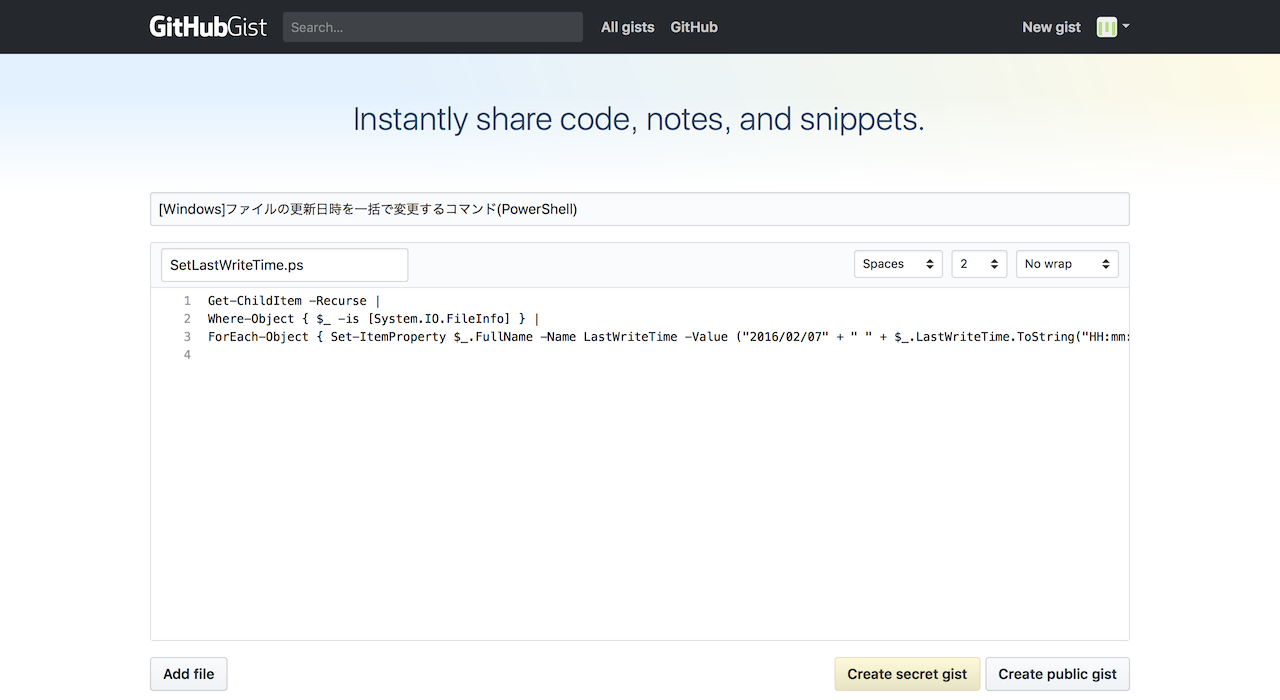 GitHubGist Search... All gists GitHub New gist
Instantly share code, notes, and snippets.
[Windows]ファイルの更新日時を一括で変更するコマンド(PowerShell)
SetLastWriteTime.ps Spaces 2 No wrap
1 Get-ChildItem -Recurse |
2 Where-Object { $_ -is [System.IO.FileInfo] } |
3 ForEach-Object { Set-ItemProperty $_.FullName -Name LastWriteTime -Value ("2016/02/07" + " " + $_.LastWriteTime.ToString("HH:mm:
4
Add file Create secret gist Create public gist